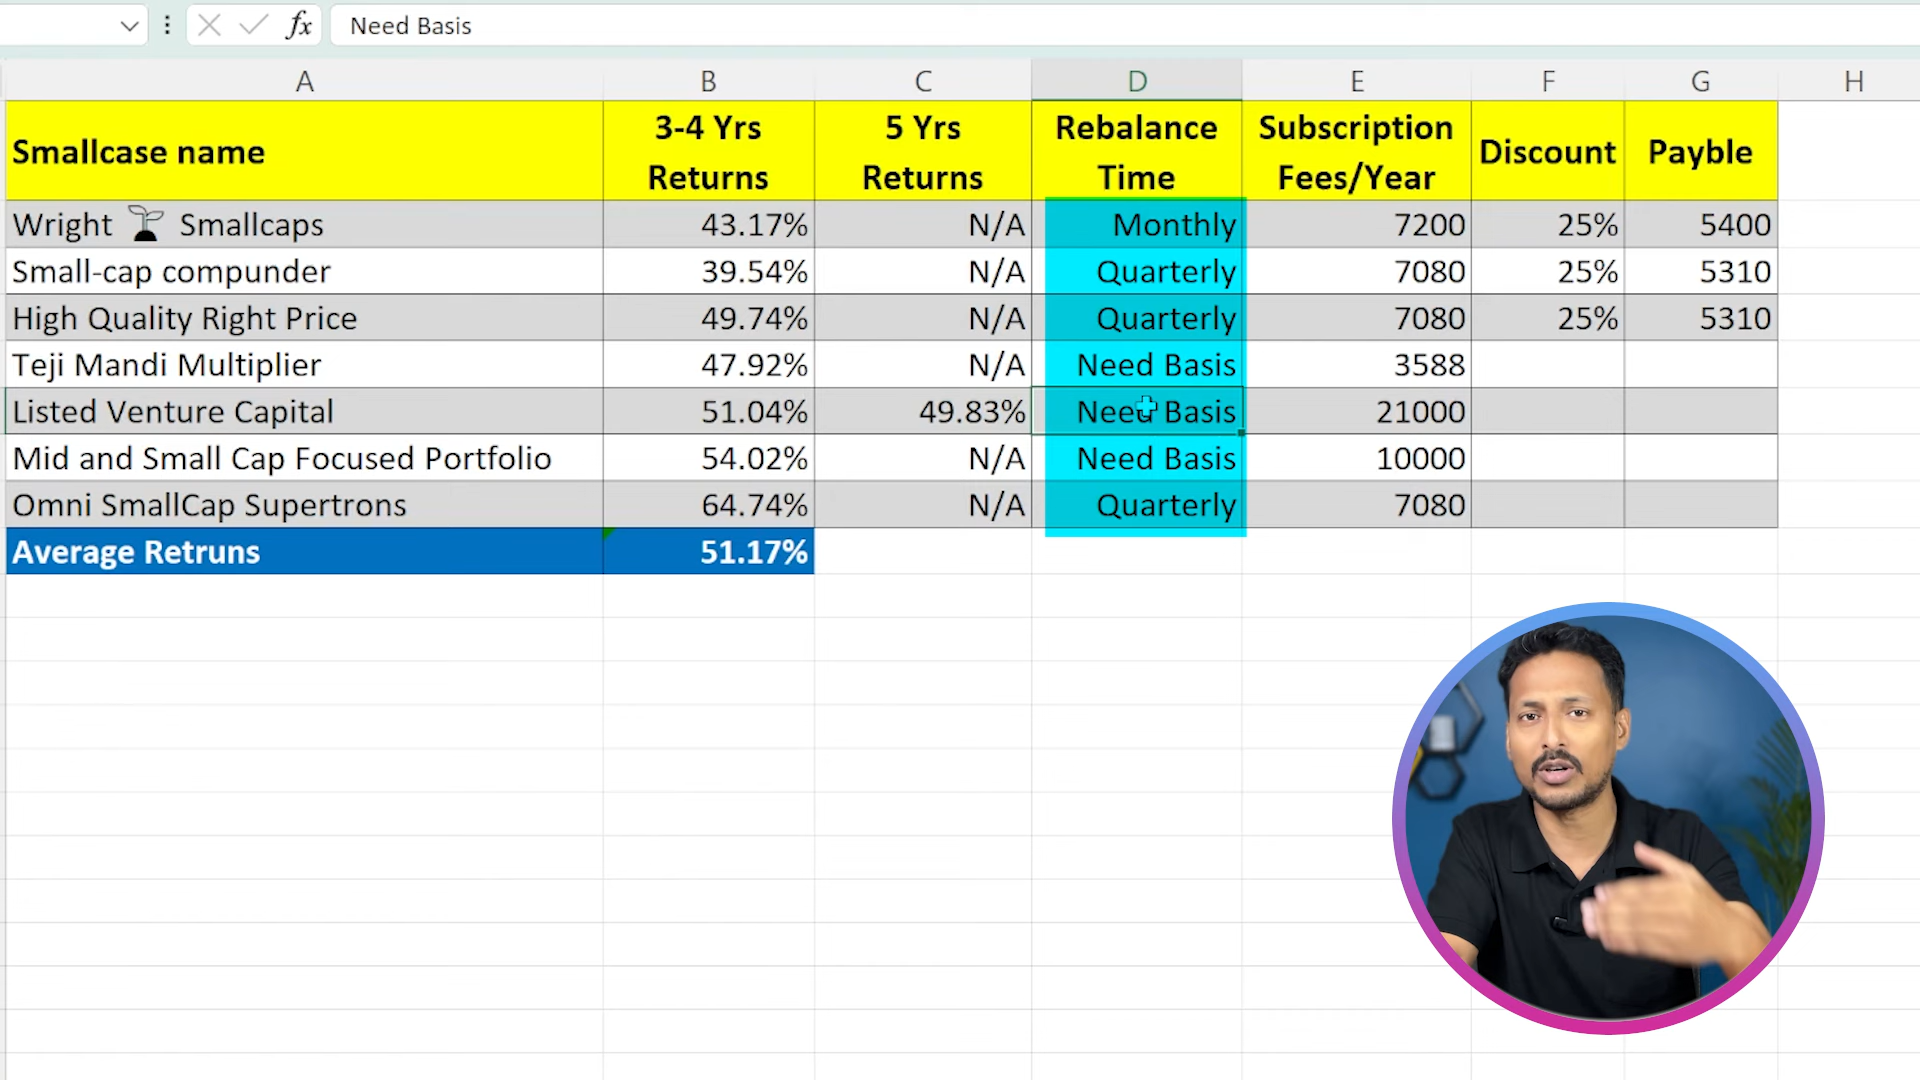 fx Need Basis
A B C D E F G H
Smallcase name 3-4 Yrs Returns 5 Yrs Returns Rebalance Time Subscription Fees/Year Discount Payble
Wright Smallcaps 43.17% N/A Monthly 7200 25% 5400
Small-cap compunder 39.54% N/A Quarterly 7080 25% 5310
High Quality Right Price 49.74% N/A Quarterly 7080 25% 5310
Teji Mandi Multiplier 47.92% N/A Need Basis 3588
Listed Venture Capital 51.04% 49.83% Need Basis 21000
Mid and Small Cap Focused Portfolio 54.02% N/A Need Basis 10000
Omni SmallCap Supertrons 64.74% N/A Quarterly 7080
Average Retruns 51.17%